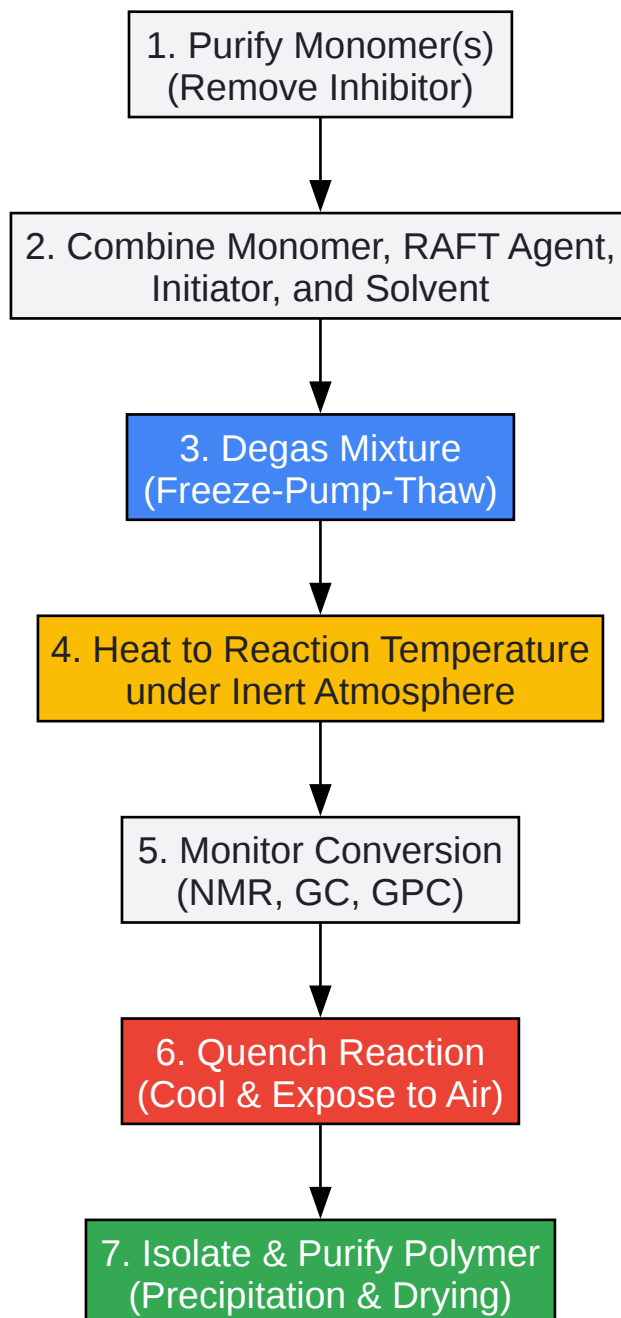 1. Purify Monomer(s)
(Remove Inhibitor)
2. Combine Monomer, RAFT Agent,
Initiator, and Solvent
3. Degas Mixture
(Freeze-Pump-Thaw)
4. Heat to Reaction Temperature
under Inert Atmosphere
5. Monitor Conversion
(NMR, GC, GPC)
6. Quench Reaction
(Cool & Expose to Air)
7. Isolate & Purify Polymer
(Precipitation & Drying)